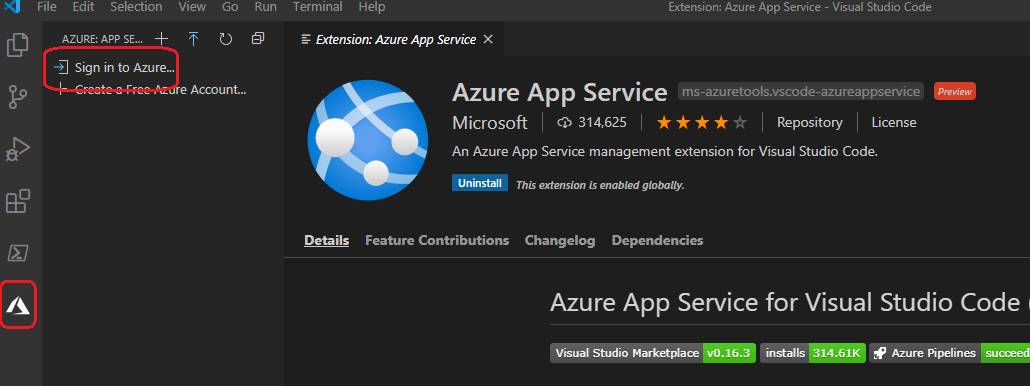 File Edit Selection View Go Run Terminal Help
Extension: Azure App Service - Visual Studio Code
AZURE: APP SE...
Sign in to Azure...
Create a Free Azure Account...
Extension: Azure App Service
Azure App Service ms-azuretools.vscode-azureappservice Preview
Microsoft 314,625 Repository License
An Azure App Service management extension for Visual Studio Code.
Uninstall This extension is enabled globally.
Details Feature Contributions Changelog Dependencies
Azure App Service for Visual Studio Code (
Visual Studio Marketplace v0.16.3 installs 314.61K Azure Pipelines succeed